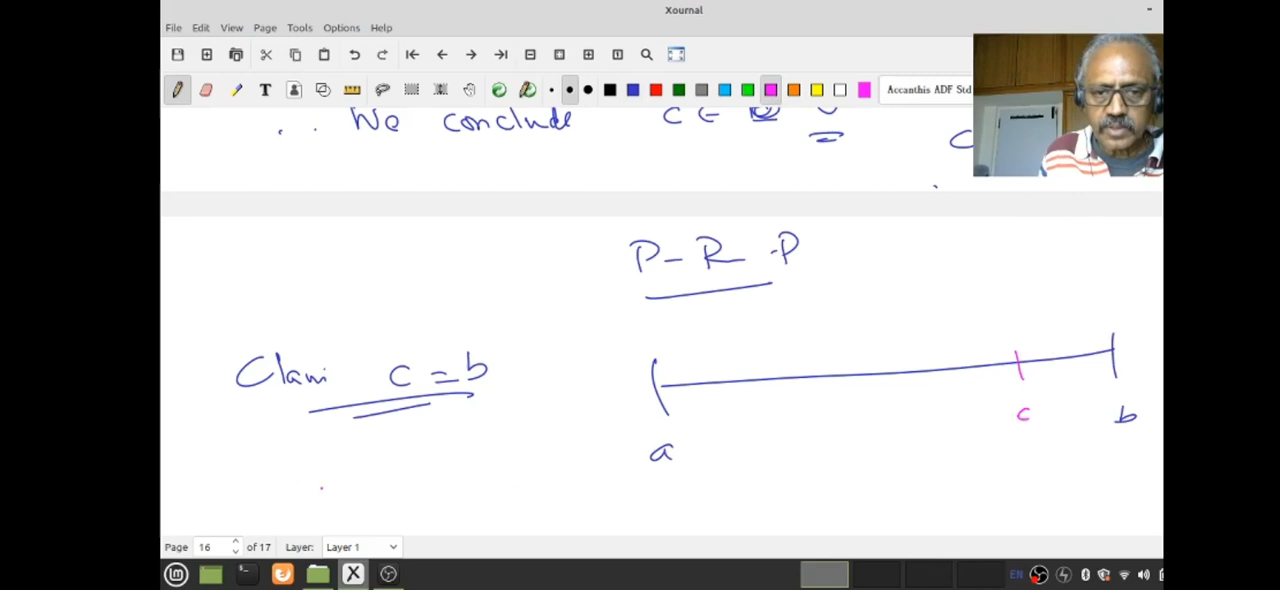 Xournal
File Edit View Page Tools Options Help
Accanthis ADF Std
. . We conclude c ∈
P-R-P
Claim c = b
c
b
a
Page 16 of 17 Layer: Layer 1
EN